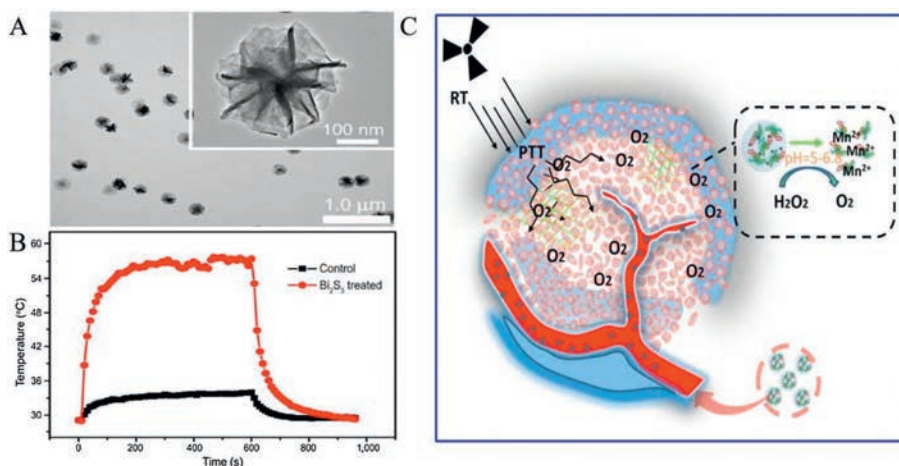 A
100 nm
1.0 μm
B
60
54
48
42
36
30
Temperature (°C)
Control
Bi₂S₃ treated
0
200
400
600
800
1,000
Time (s)
C
RT
PTT
O₂
O₂
O₂
O₂
O₂
O₂
O₂
O₂
O₂
O₂
Mn²⁺
Mn²⁺
pH=5-6.8
Mn²⁺
H₂O₂
O₂